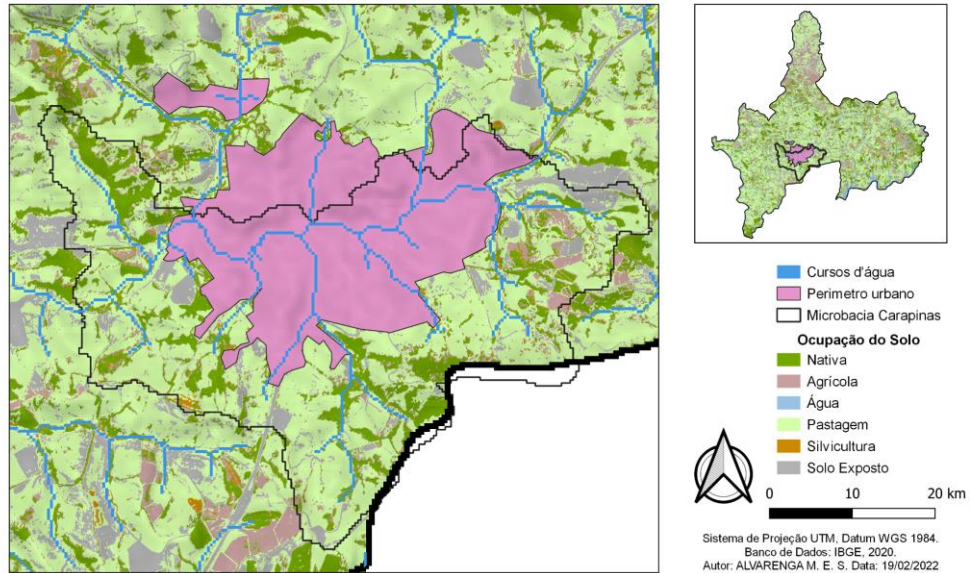 Cursos d'água
Perimetro urbano
Microbacia Carapinas
Ocupação do Solo
Nativa
Agrícola
Água
Pastagem
Silvicultura
Solo Exposto
0 10 20 km
Sistema de Projeção UTM, Datum WGS 1984.
Banco de Dados: IBGE, 2020.
Autor: ALVARENGA M. E. S. Data: 19/02/2022